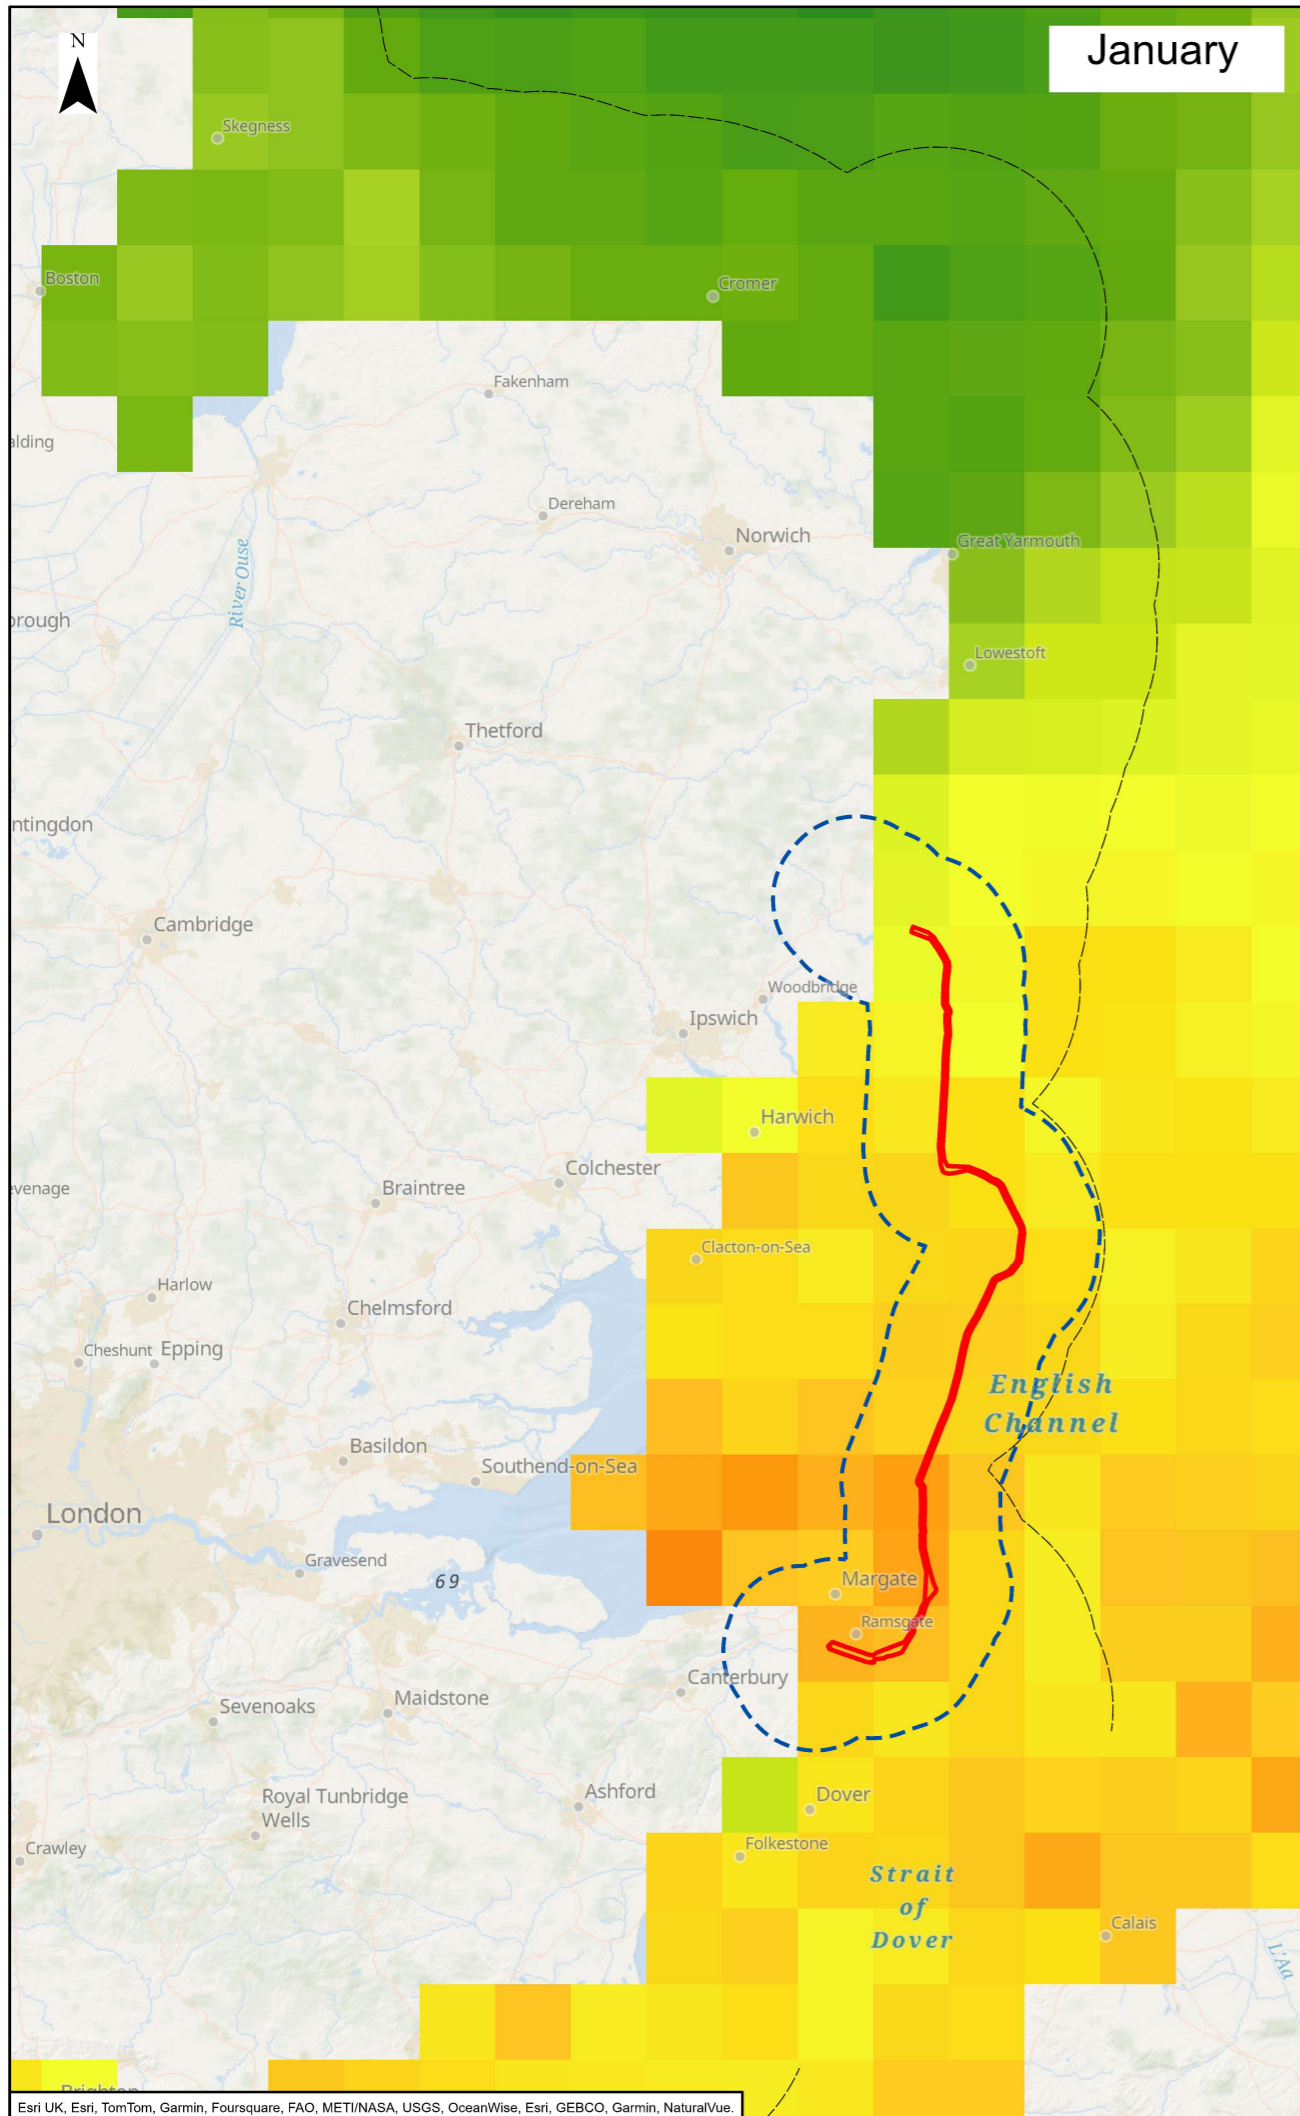 N
January
Skegness
Boston
Cromer
Fakenham
alding
Dereham
Norwich
River Ouse
Great Yarmouth
orough
Lowestoft
Thetford
ntingdon
Cambridge
Woodbridge
Ipswich
Harwich
Colchester
evenage
Braintree
Clacton-on-Sea
Harlow
Chelmsford
Cheshunt
Epping
English
Channel
Basildon
Southend-on-Sea
London
Gravesend
69
Margate
Ramsgate
Canterbury
Sevenoaks
Maidstone
Ashford
Royal Tunbridge
Wells
Dover
Crawley
Folkestone
Strait
of
Dover
Calais
L'Aa
Brighton
Esri UK, Esri, TomTom, Garmin, Foursquare, FAO, METI/NASA, USGS, OceanWise, Esri, GEBCO, Garmin, NaturalVue.